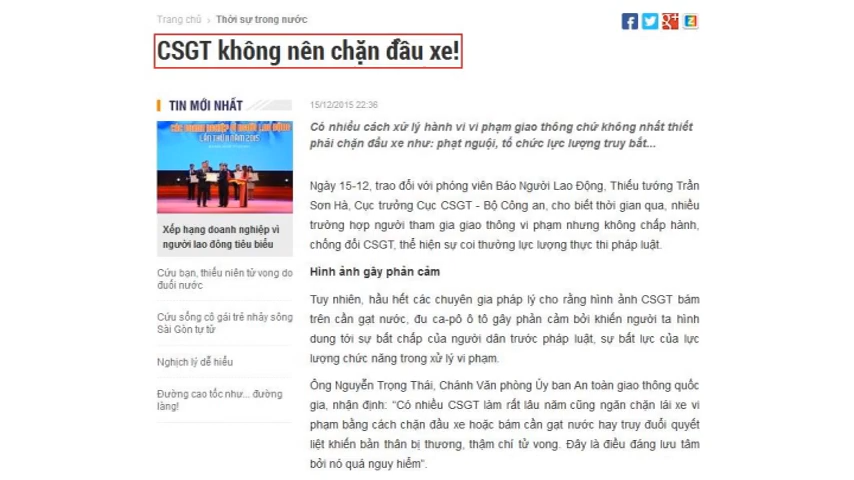 Trang chủ › Thời sự trong nước
CSGT không nên chặn đầu xe!
TIN MỚI NHẤT
CÁC DOANH NGHIỆP VÌ NGƯỜI LAO ĐỘNG
LẦN THỨ II NĂM 2015
Xếp hạng doanh nghiệp vì
người lao động tiêu biểu
Cứu bạn, thiếu niên tử vong do
đuối nước
Cứu sống cô gái trẻ nhảy sông
Sài Gòn tự tử
Nghịch lý dễ hiểu
Đường cao tốc như... đường
làng!
15/12/2015 22:36
Có nhiều cách xử lý hành vi vi phạm giao thông chứ không nhất thiết
phải chặn đầu xe như: phạt nguội, tổ chức lực lượng truy bắt...
Ngày 15-12, trao đổi với phóng viên Báo Người Lao Động, Thiếu tướng Trần
Sơn Hà, Cục trưởng Cục CSGT - Bộ Công an, cho biết thời gian qua, nhiều
trường hợp người tham gia giao thông vi phạm nhưng không chấp hành,
chống đối CSGT, thể hiện sự coi thường lực lượng thực thi pháp luật.
Hình ảnh gây phản cảm
Tuy nhiên, hầu hết các chuyên gia pháp lý cho rằng hình ảnh CSGT bám
trên cần gạt nước, đu ca-pô ô tô gây phản cảm bởi khiến người ta hình
dung tới sự bất chấp của người dân trước pháp luật, sự bất lực của lực
lượng chức năng trong xử lý vi phạm.
Ông Nguyễn Trọng Thái, Chánh Văn phòng Ủy ban An toàn giao thông quốc
gia, nhận định: “Có nhiều CSGT làm rất lâu năm cũng ngăn chặn lái xe vi
phạm bằng cách chặn đầu xe hoặc bám cần gạt nước hay truy đuổi quyết
liệt khiến bản thân bị thương, thậm chí tử vong. Đây là điều đáng lưu tâm
bởi nó quá nguy hiểm“.